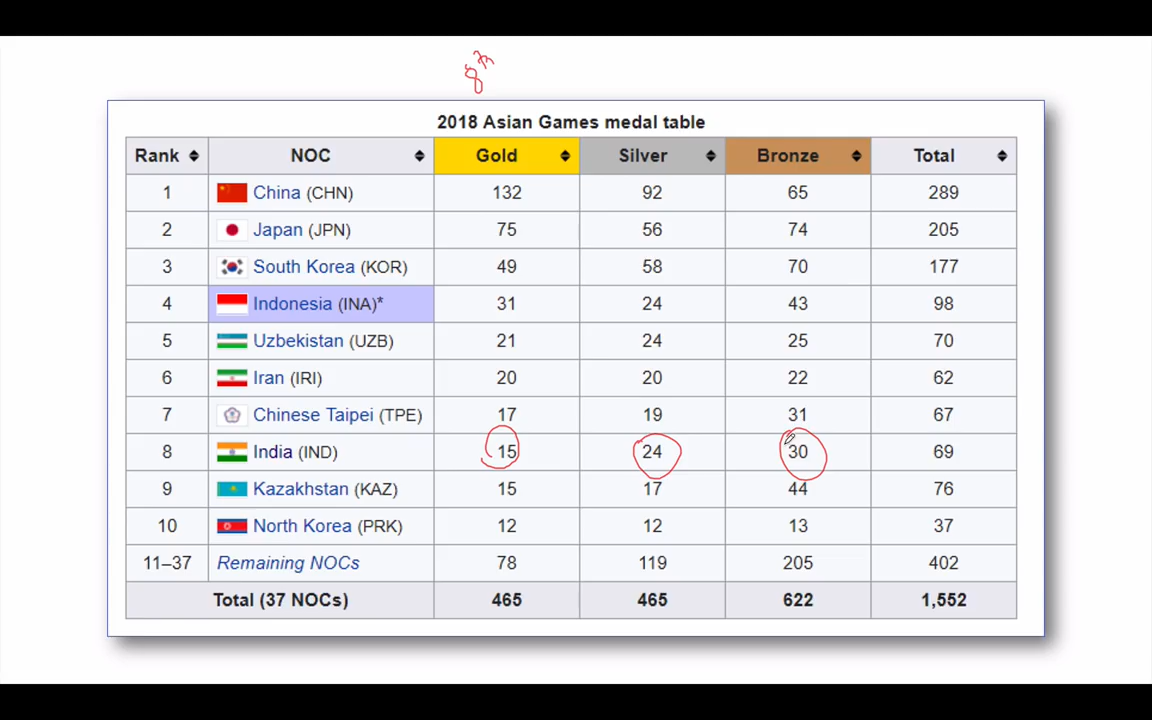 8th
2018 Asian Games medal table
Rank NOC Gold Silver Bronze Total
1 China (CHN) 132 92 65 289
2 Japan (JPN) 75 56 74 205
3 South Korea (KOR) 49 58 70 177
4 Indonesia (INA)* 31 24 43 98
5 Uzbekistan (UZB) 21 24 25 70
6 Iran (IRI) 20 20 22 62
7 Chinese Taipei (TPE) 17 19 31 67
8 India (IND) 15 24 30 69
9 Kazakhstan (KAZ) 15 17 44 76
10 North Korea (PRK) 12 12 13 37
11–37 Remaining NOCs 78 119 205 402
Total (37 NOCs) 465 465 622 1,552